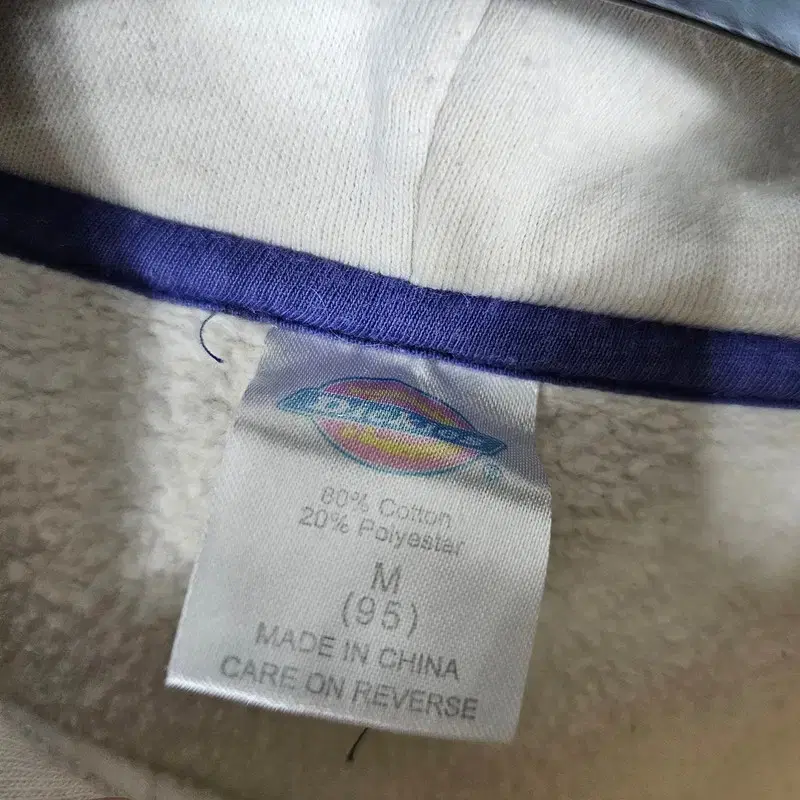 Dickies
®
80% Cotton
20% Polyester
M
(95)
MADE IN CHINA
CARE ON REVERSE